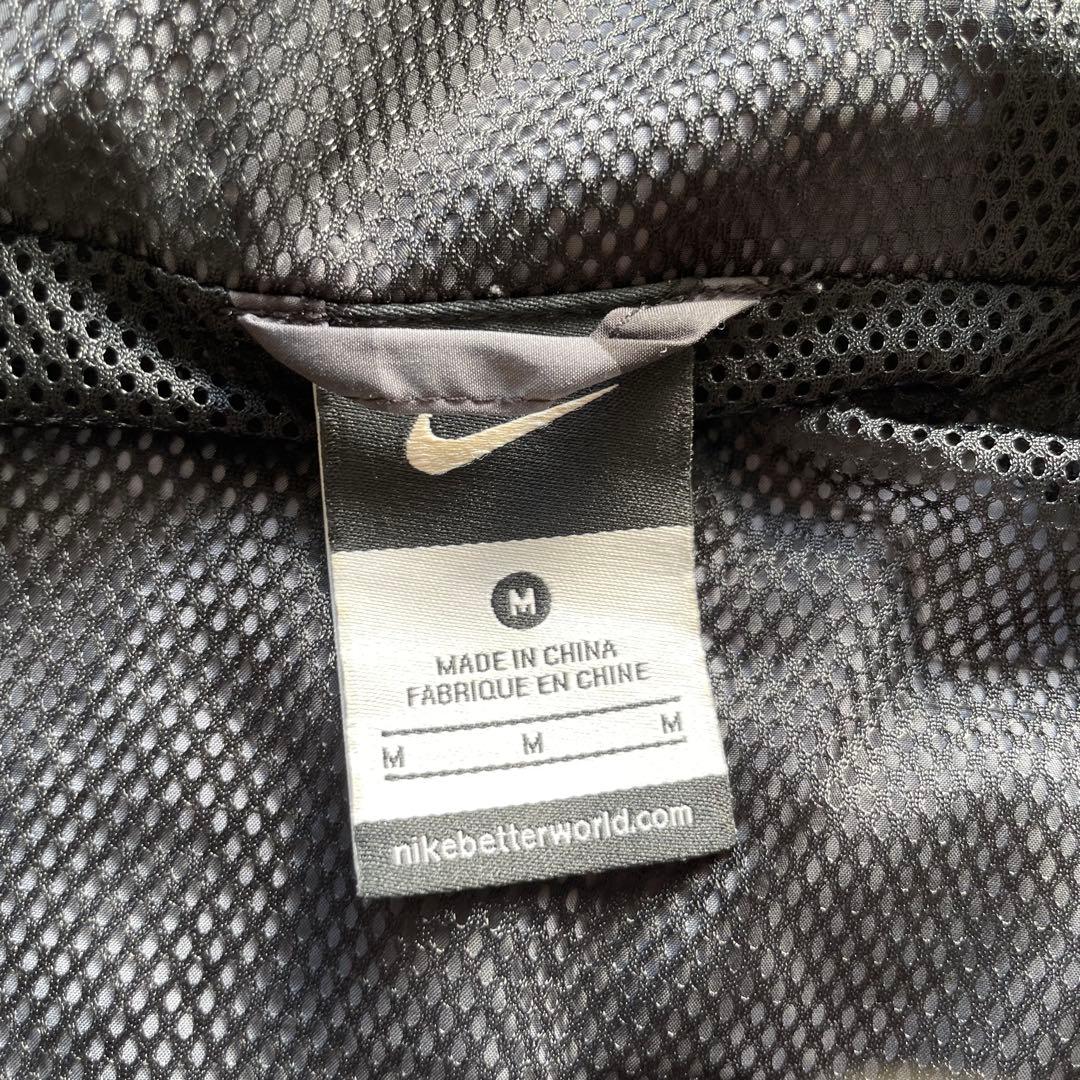 M
MADE IN CHINA
FABRIQUE EN CHINE
M M M
nikebetterworld.com